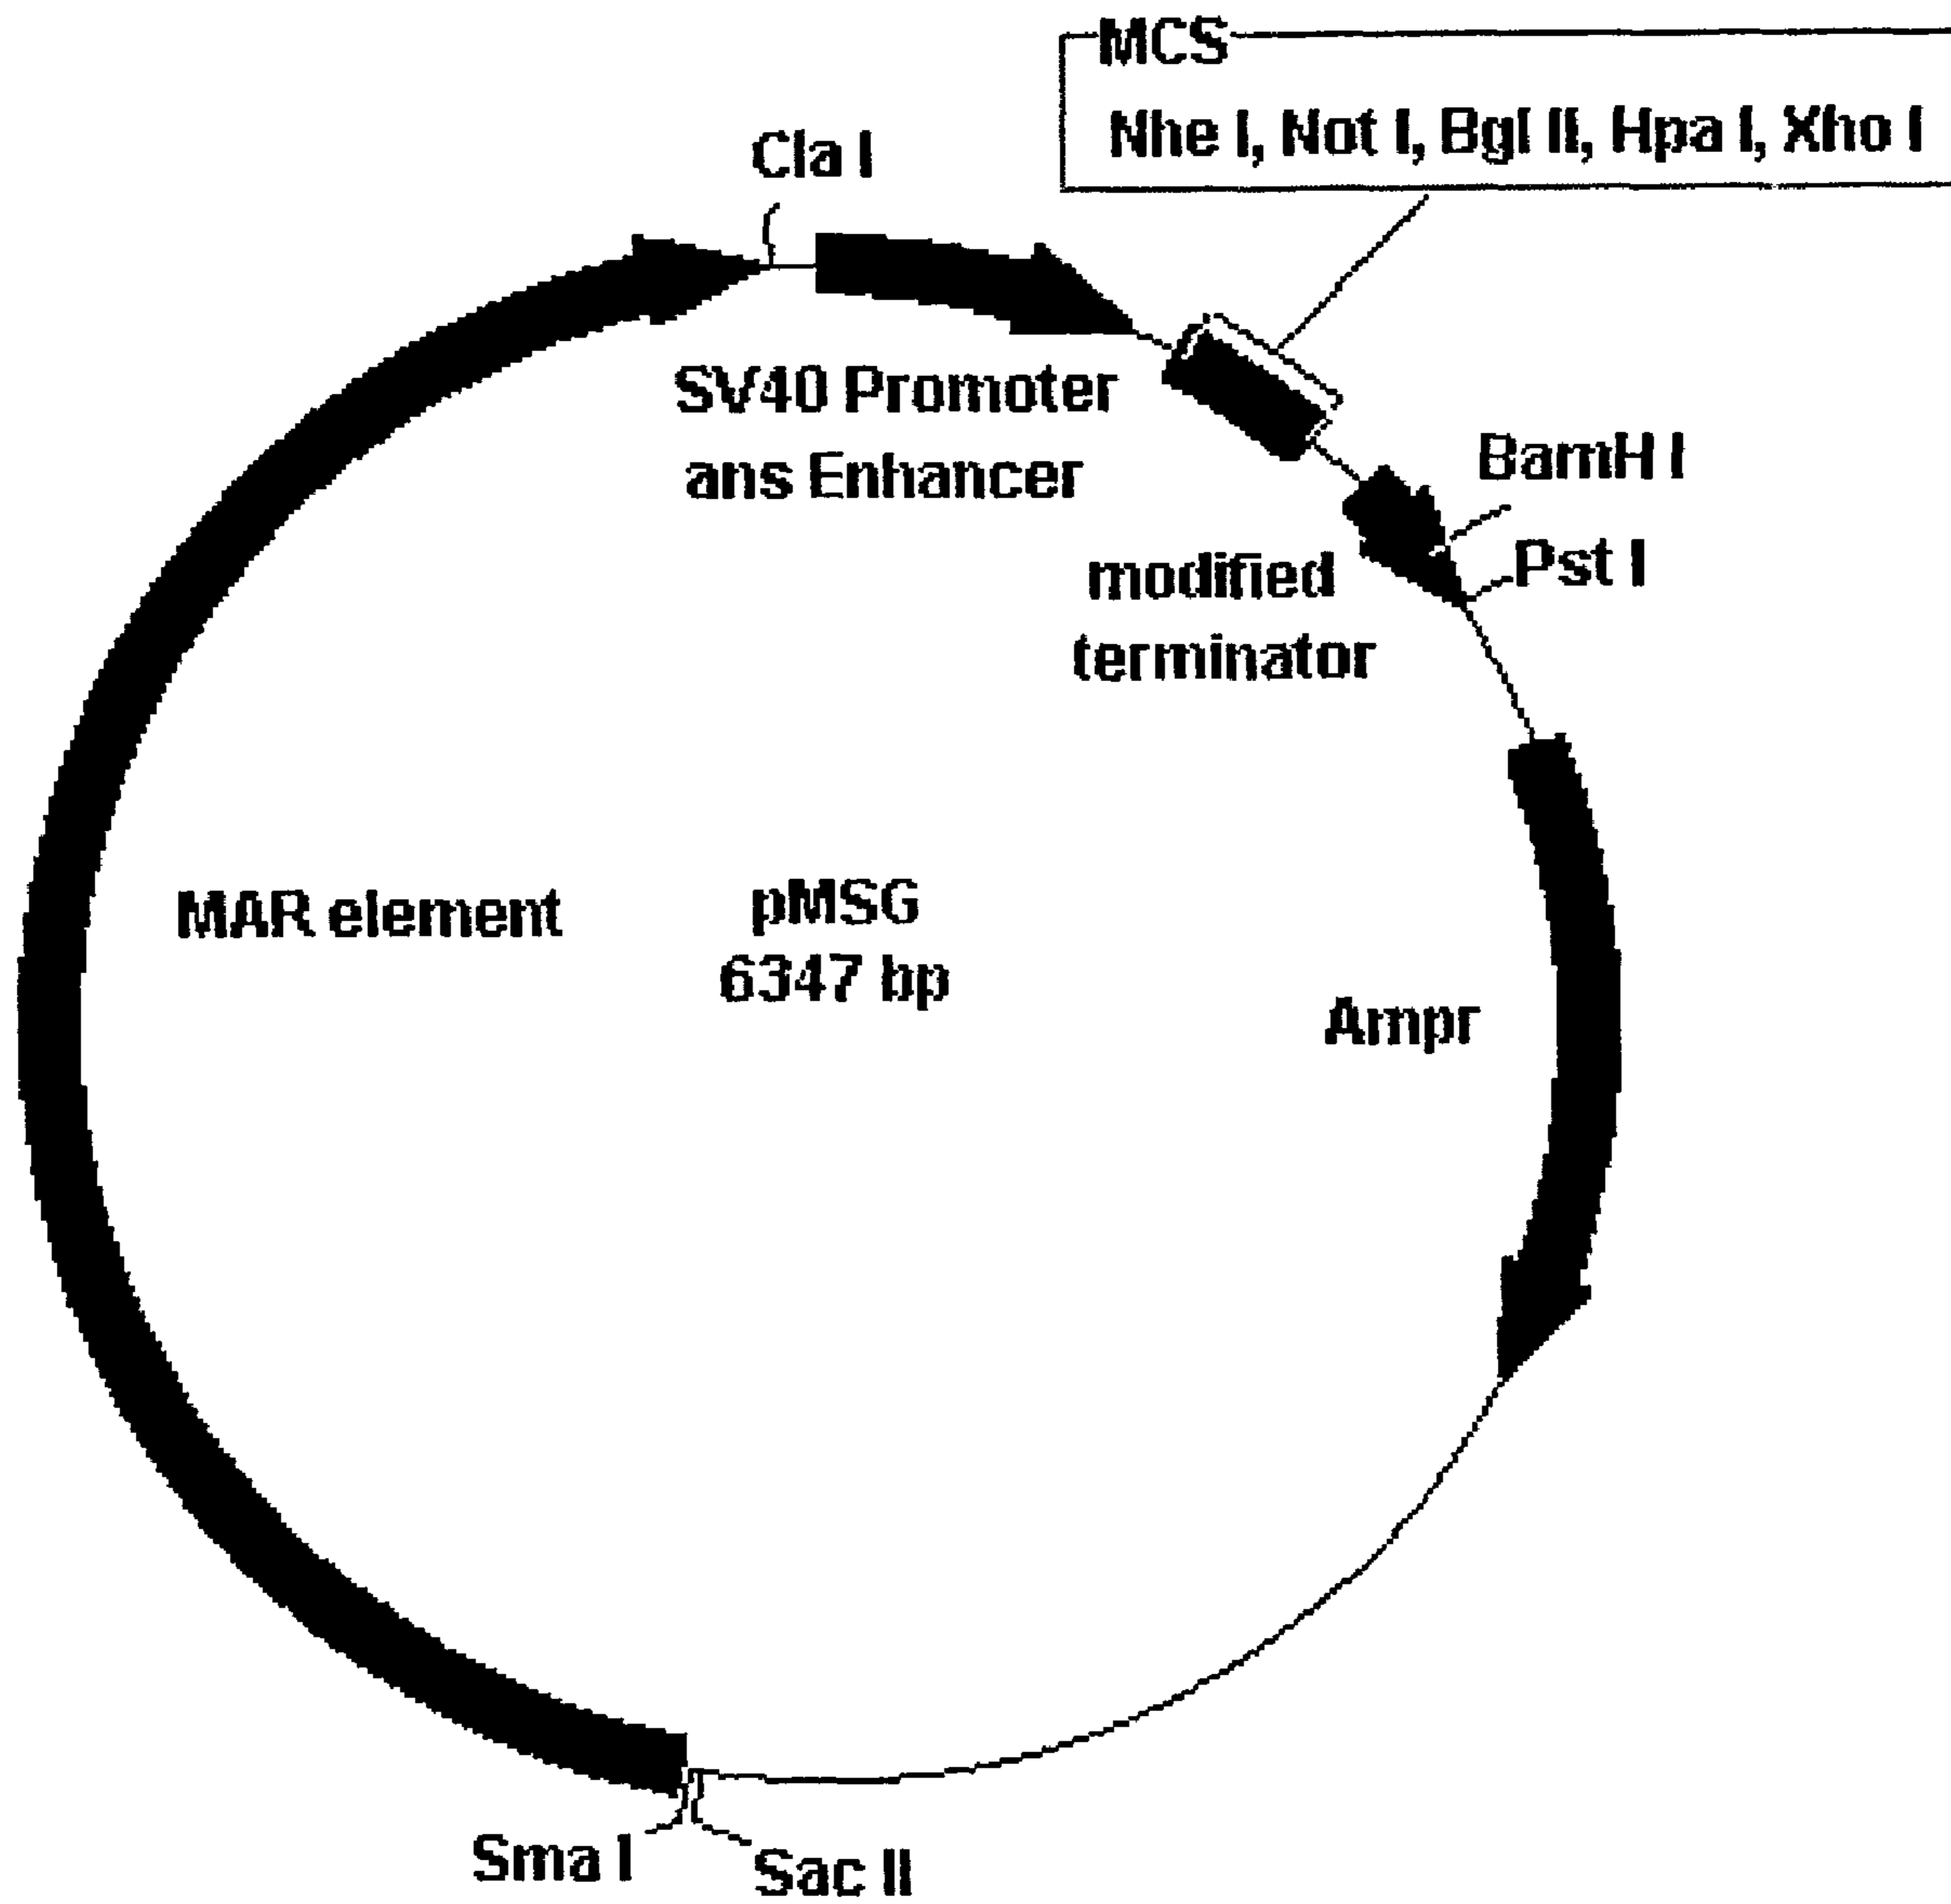 MCS
Nhe I, Not I, Bgl II, Hpa I, Xho I
Cla I
SV40 Promoter
ans Enhancer
BamH I
Pst I
modified
terminator
MAR element
pMSG
6347 bp
Ampr
Sma I
Sac II